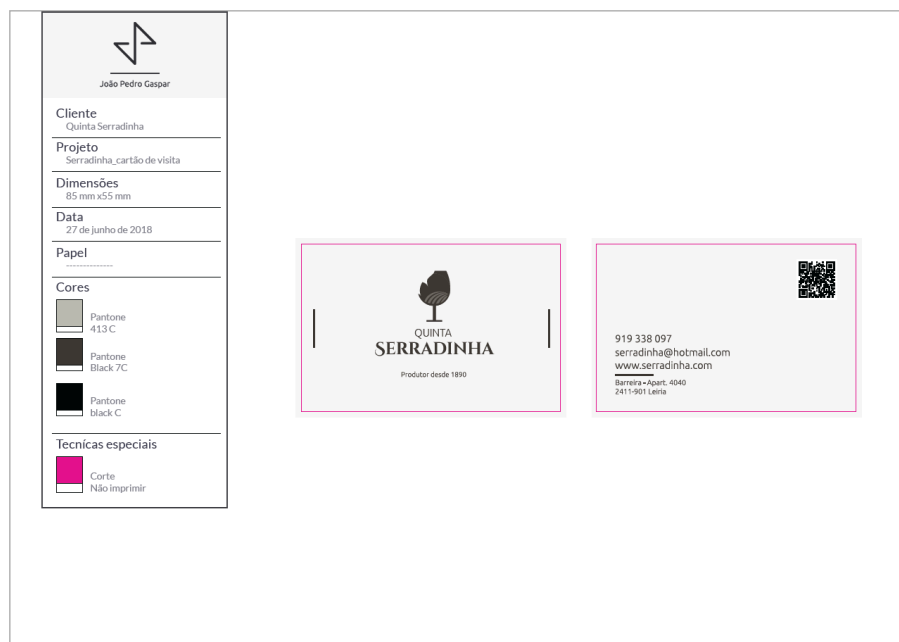 João Pedro Gaspar
Cliente
Quinta Serradinha
Projeto
Serradinha_cartão de visita
Dimensões
85 mm x55 mm
Data
27 de junho de 2018
Papel
--------------
Cores
Pantone
413 C
Pantone
Black 7C
Pantone
black C
Tecnícas especiais
Corte
Não imprimir
QUINTA
SERRADINHA
Produtor desde 1890
919 338 097
serradinha@hotmail.com
www.serradinha.com
Barreira - Apart. 4040
2411-901 Leiria